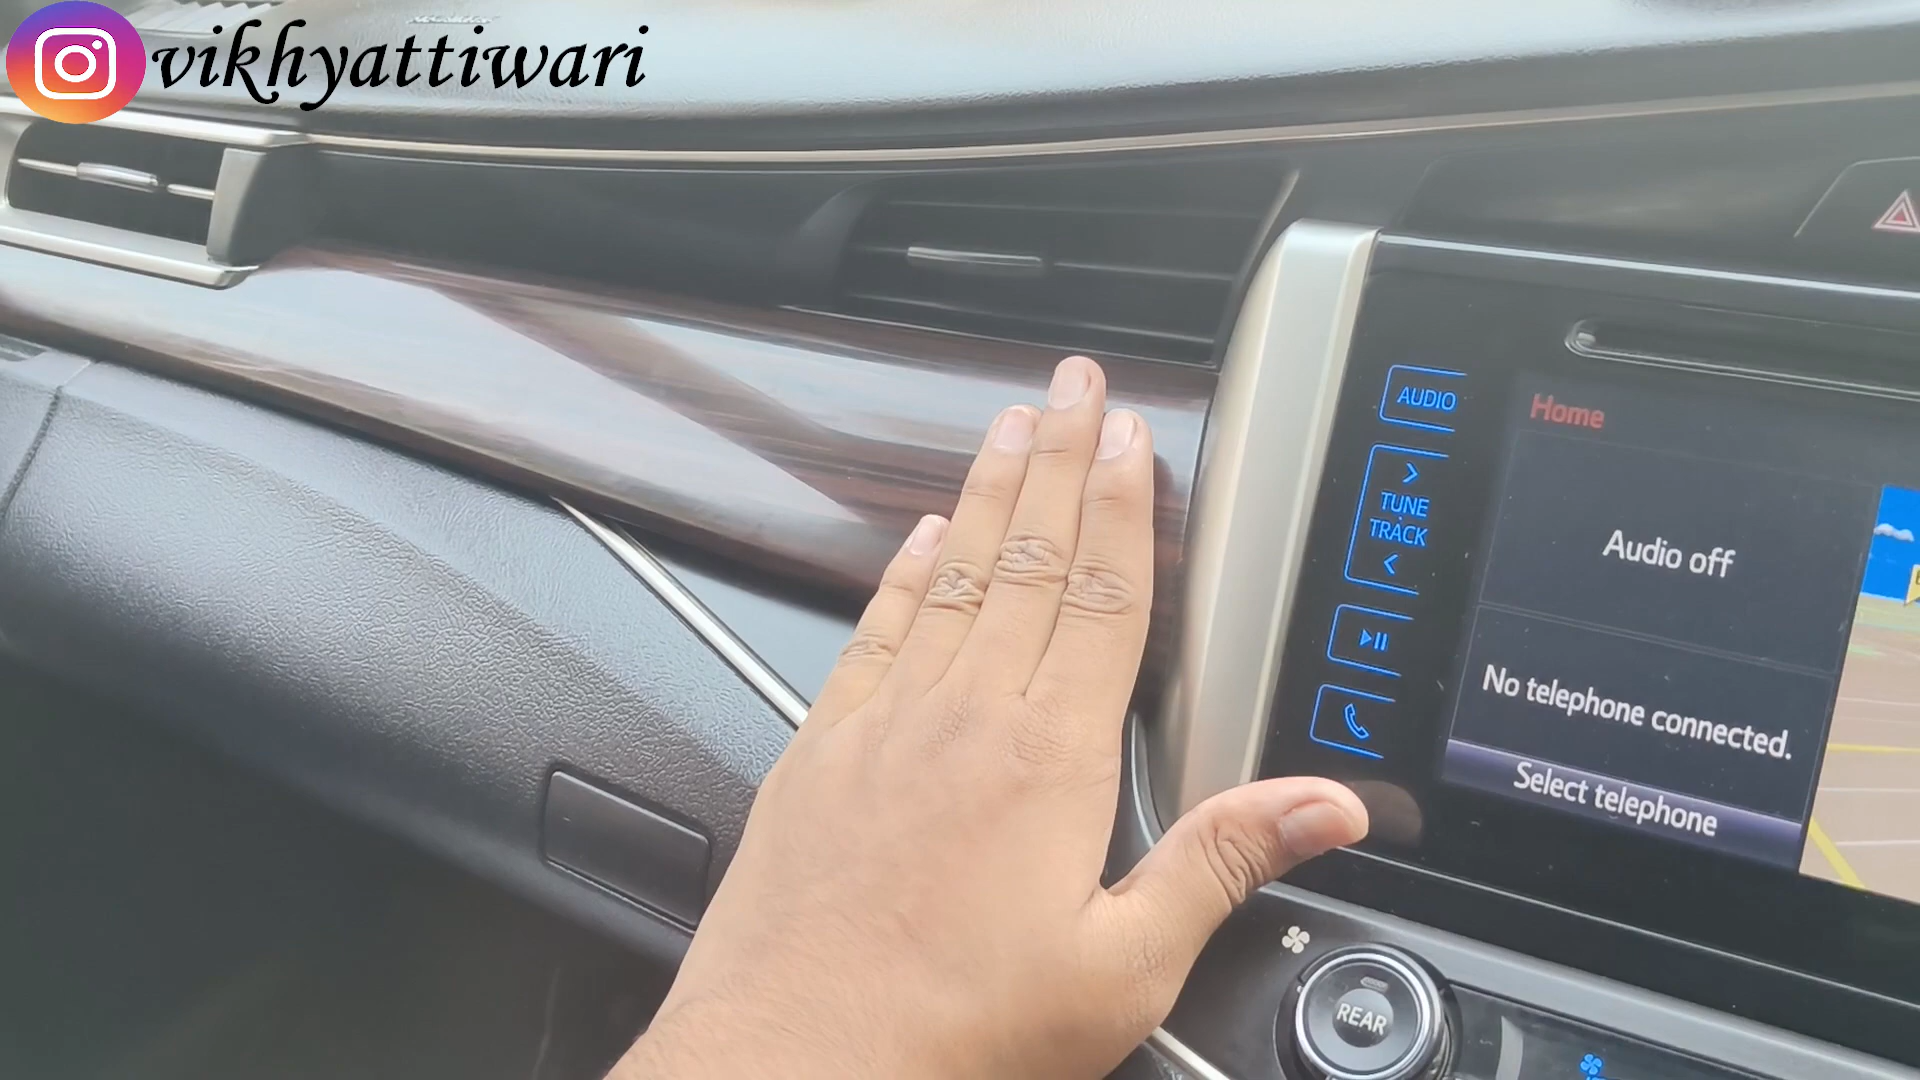 vikhyattiwari
AUDIO
Home
>
TUNE
TRACK
<
Audio off
No telephone connected.
Select telephone
REAR